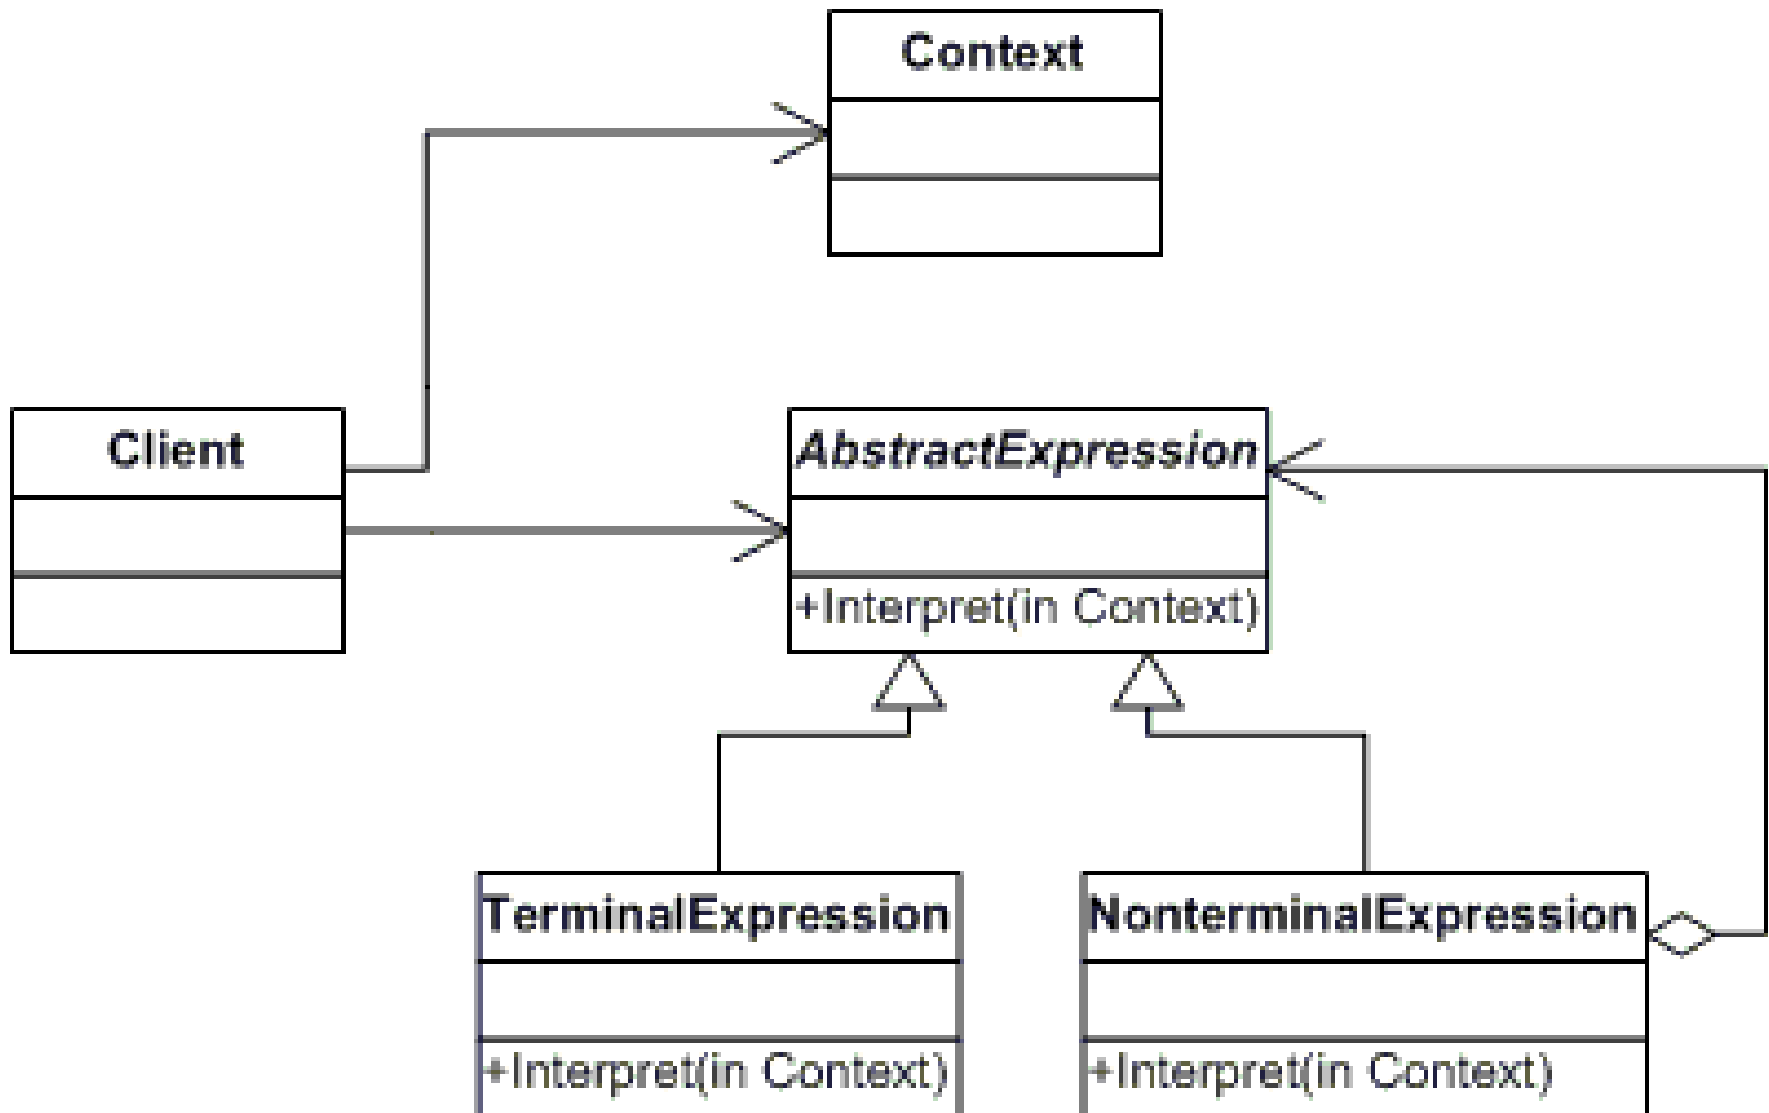 Context
Client
AbstractExpression
+Interpret(in Context)
TerminalExpression
+Interpret(in Context)
NonterminalExpression
+Interpret(in Context)